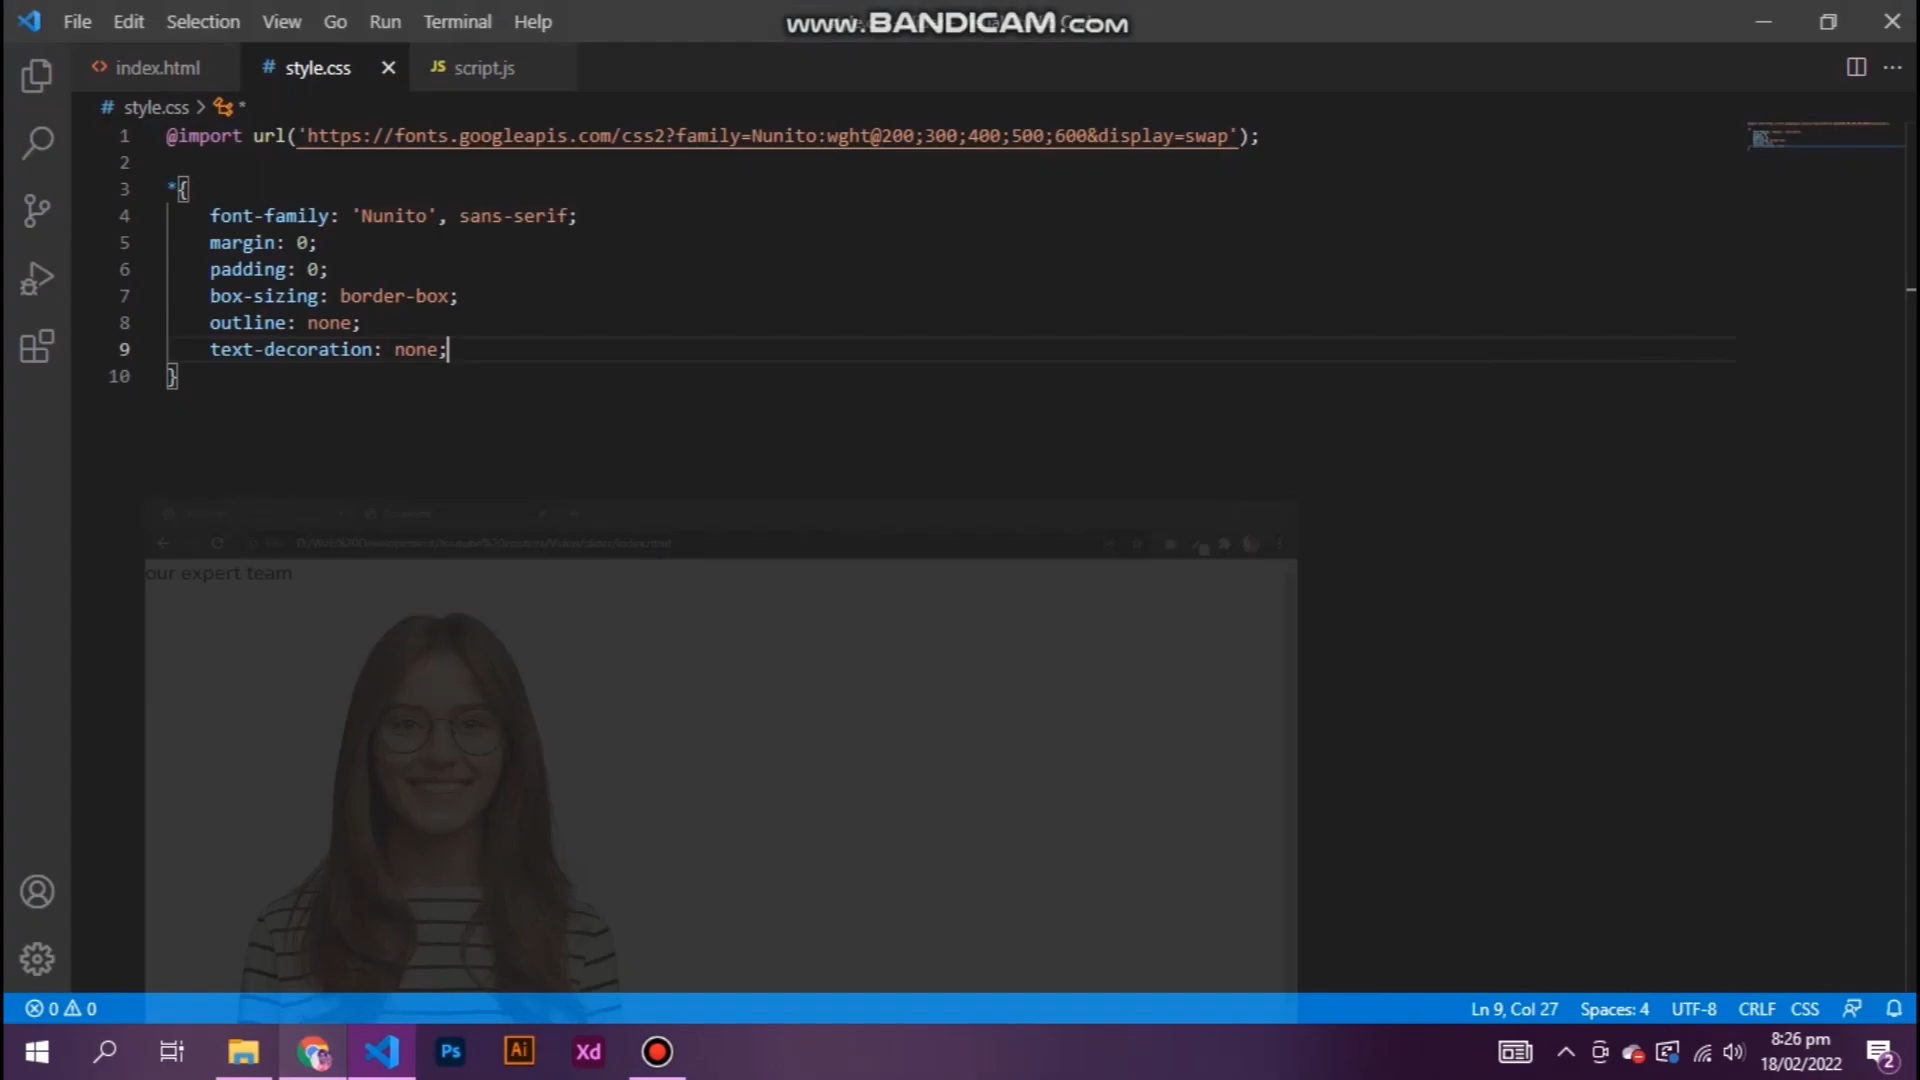 File Edit Selection View Go Run Terminal Help
www.BANDICAM.com
index.html
# style.css
JS script.js
# style.css > *
1 @import url('https://fonts.googleapis.com/css2?family=Nunito:wght@200;300;400;500;600&display=swap');
2
3 *{
4 font-family: 'Nunito', sans-serif;
5 margin: 0;
6 padding: 0;
7 box-sizing: border-box;
8 outline: none;
9 text-decoration: none;
10 }
our expert team
0 0
Ln 9, Col 27 Spaces: 4 UTF-8 CRLF CSS
Ps Ai Xd
8:26 pm
18/02/2022
2